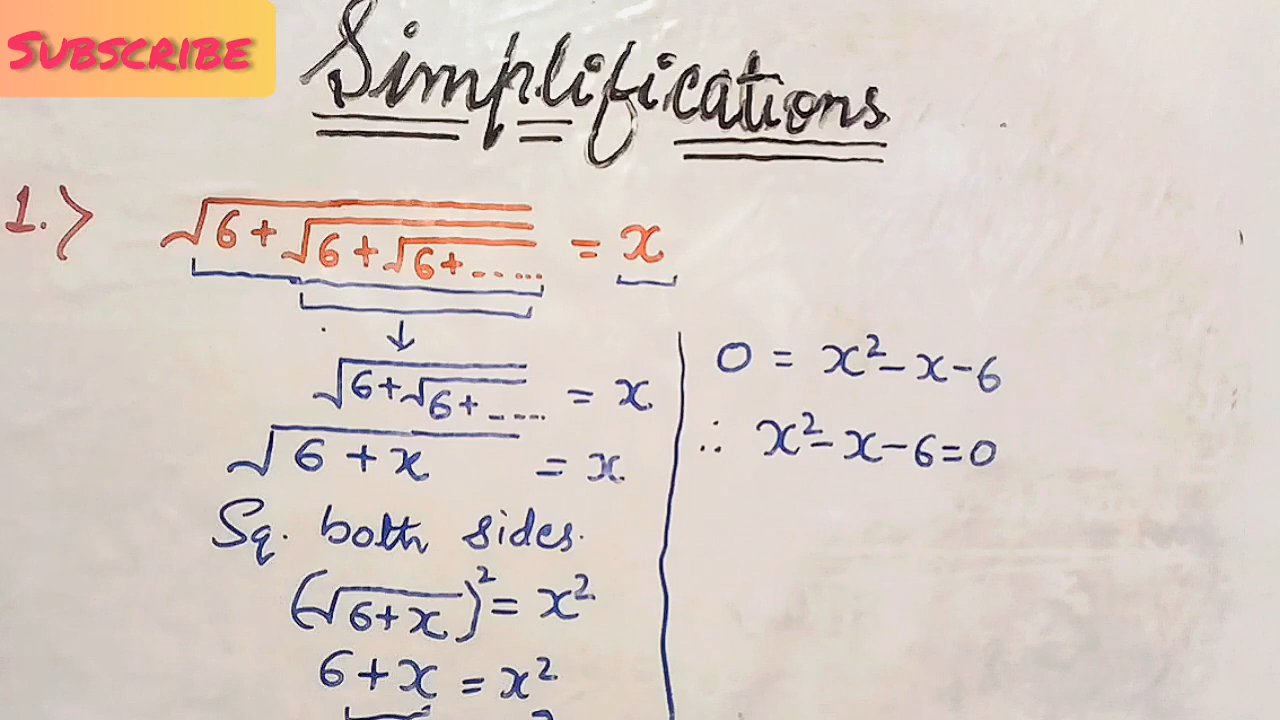 SUBSCRIBE
Simplifications
1.> √6+√6+√6+...... = x
√6+√6+.... = x
√6+x = x
Sq. both sides.
(√6+x)² = x²
6+x = x²
0 = x²-x-6
∴ x²-x-6=0